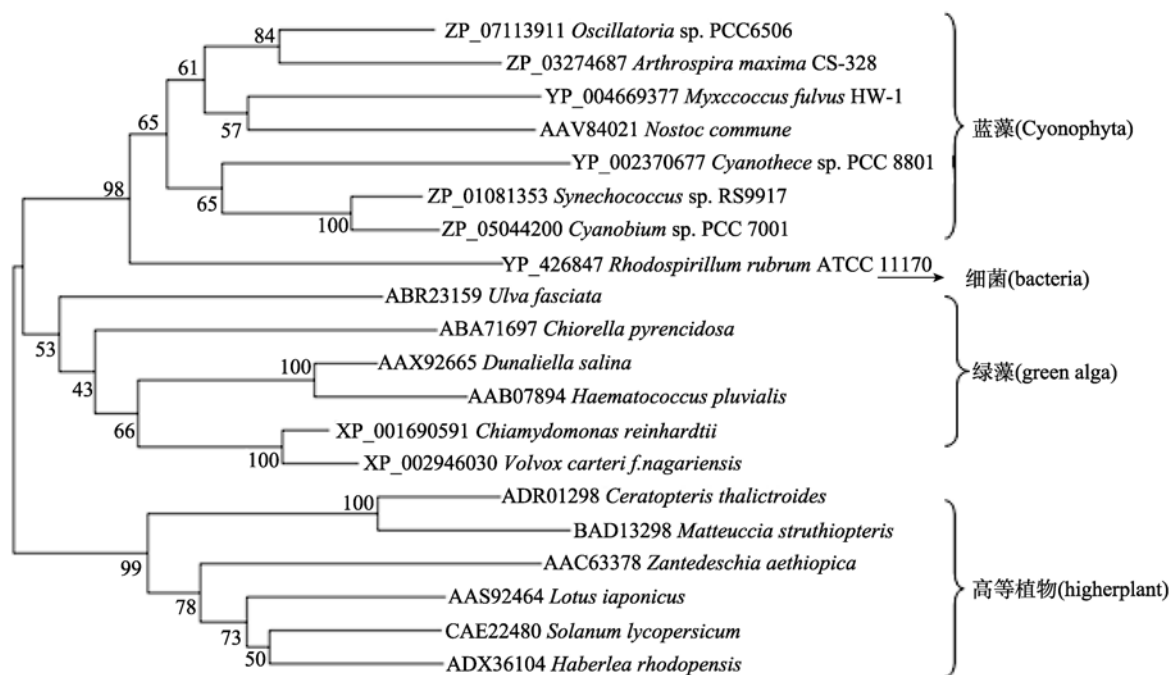 ZP_07113911 Oscillatoria sp. PCC6506
84
ZP_03274687 Arthrospira maxima CS-328
61
YP_004669377 Myxccoccus fulvus HW-1
57
AAV84021 Nostoc commune
65
蓝藻(Cyonophyta)
YP_002370677 Cyanothece sp. PCC 8801
65
ZP_01081353 Synechococcus sp. RS9917
98
100
ZP_05044200 Cyanobium sp. PCC 7001
YP_426847 Rhodospirillum rubrum ATCC 11170
细菌(bacteria)
ABR23159 Ulva fasciata
53
ABA71697 Chiorella pyrencidosa
43
100
AAX92665 Dunaliella salina
绿藻(green alga)
AAB07894 Haematococcus pluvialis
66
XP_001690591 Chiamydomonas reinhardtii
100
XP_002946030 Volvox carteri f.nagariensis
100
ADR01298 Ceratopteris thalictroides
BAD13298 Matteuccia struthiopteris
99
AAC63378 Zantedeschia aethiopica
高等植物(higherplant)
78
AAS92464 Lotus iaponicus
73
CAE22480 Solanum lycopersicum
50
ADX36104 Haberlea rhodopensis